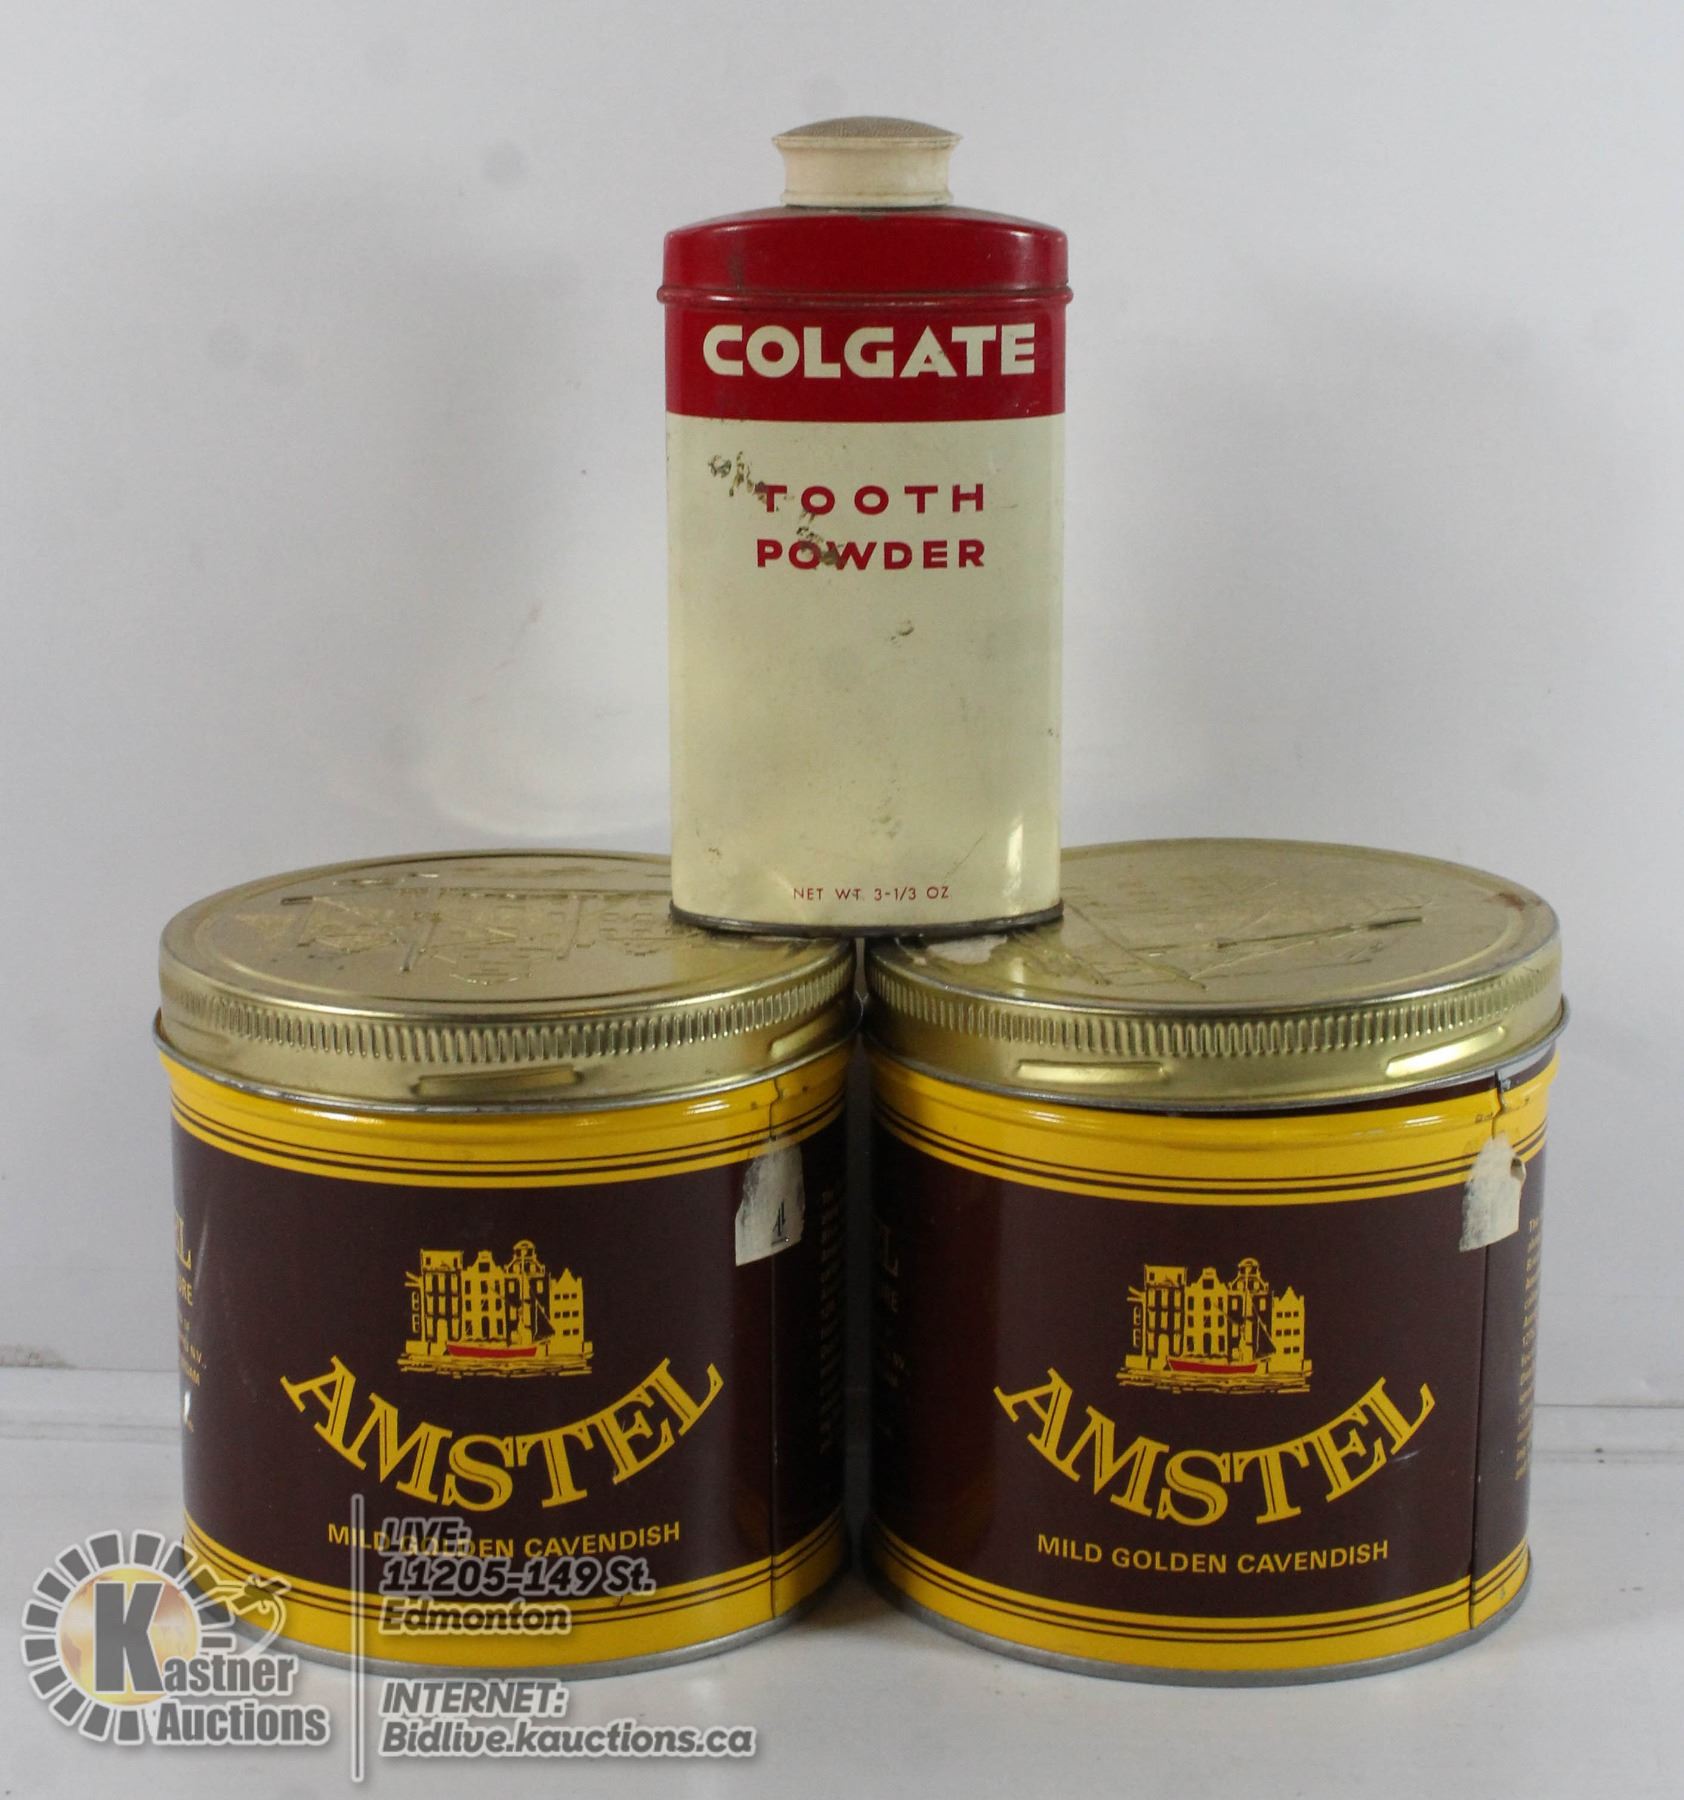 COLGATE
TOOTH
POWDER
NET WT. 3-1/3 OZ
AMSTEL
MILD GOLDEN CAVENDISH
AMSTEL
MILD GOLDEN CAVENDISH
Kastner
Auctions
LIVE:
11205-149 St.
Edmonton
INTERNET:
Bidlive.kauctions.ca